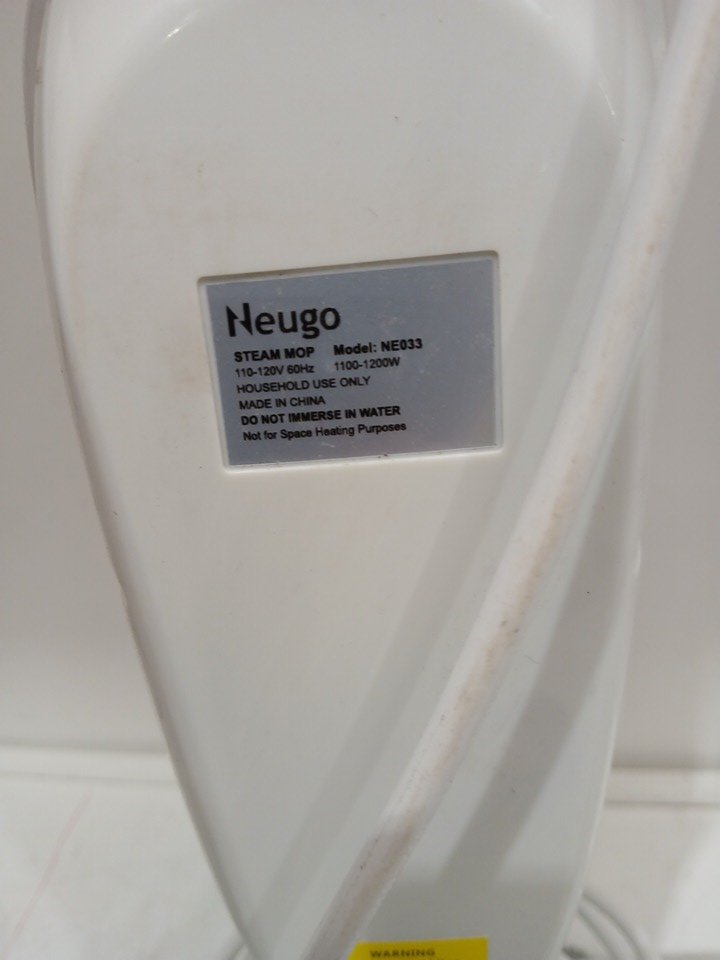 Neugo
STEAM MOP Model: NE033
110-120V 60Hz 1100-1200W
HOUSEHOLD USE ONLY
MADE IN CHINA
DO NOT IMMERSE IN WATER
Not for Space Heating Purposes
WARNING